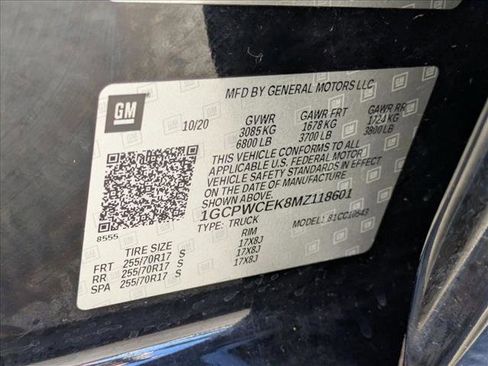 GM
MFD BY GENERAL MOTORS LLC
10/20 GVWR GAWR FRT GAWR RR
3085 KG 1678 KG 1724 KG
6800 LB 3700 LB 3800 LB
THIS VEHICLE CONFORMS TO ALL
APPLICABLE U.S. FEDERAL MOTOR
VEHICLE SAFETY STANDARDS IN
EFFECT ON THE DATE OF
MANUFACTURE SHOWN ABOVE.
1GCPWCEK8MZ118601
TYPE: TRUCK MODEL: 81CC10543
8555
TIRE SIZE RIM
FRT 255/70R17 S 17X8J
RR 255/70R17 S 17X8J
SPA 255/70R17 S 17X8J